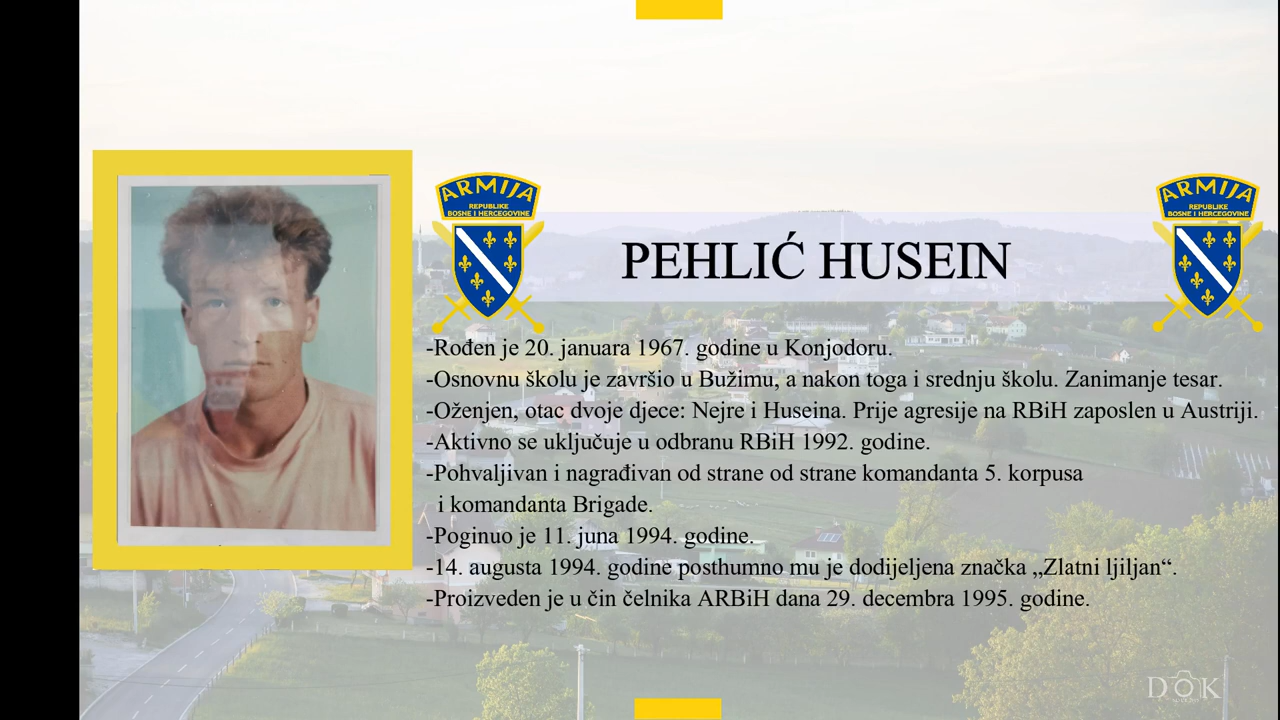 ARMIJA
REPUBLIKE
BOSNE I HERCEGOVINE
ARMIJA
REPUBLIKE
BOSNE I HERCEGOVINE
PEHLIĆ HUSEIN
-Rođen je 20. januara 1967. godine u Konjodoru.
-Osnovnu školu je završio u Bužimu, a nakon toga i srednju školu. Zanimanje tesar.
-Oženjen, otac dvoje djece: Nejre i Huseina. Prije agresije na RBiH zaposlen u Austriji.
-Aktivno se uključuje u odbranu RBiH 1992. godine.
-Pohvaljivan i nagrađivan od strane od strane komandanta 5. korpusa
i komandanta Brigade.
-Poginuo je 11. juna 1994. godine.
-14. augusta 1994. godine posthumno mu je dodijeljena značka „Zlatni ljiljan“.
-Proizveden je u čin čelnika ARBiH dana 29. decembra 1995. godine.
DOK